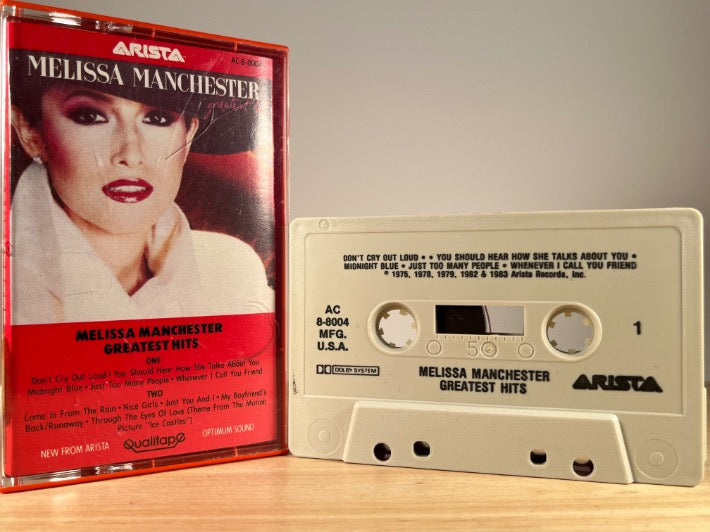 ARISTA
AC 8-8004
MELISSA MANCHESTER
greatest
MELISSA MANCHESTER
GREATEST HITS
ONE
Don't Cry Out Loud • You Should Hear How She Talks About You
Midnight Blue • Just Too Many People • Whenever I Call You Friend
TWO
Come In From The Rain • Nice Girls • Just You And I • My Boyfriend's
Back/Runaway • Through The Eyes Of Love (Theme From The Motion
Picture "Ice Castles")
NEW FROM ARISTA
Qualitape
OPTIMUM SOUND
DON'T CRY OUT LOUD • • YOU SHOULD HEAR HOW SHE TALKS ABOUT YOU •
MIDNIGHT BLUE • JUST TOO MANY PEOPLE • WHENEVER I CALL YOU FRIEND
℗ 1975, 1978, 1979, 1982 & 1983 Arista Records, Inc.
AC
8-8004
MFG.
U.S.A.
50
1
DOLBY SYSTEM
MELISSA MANCHESTER
GREATEST HITS
ARISTA